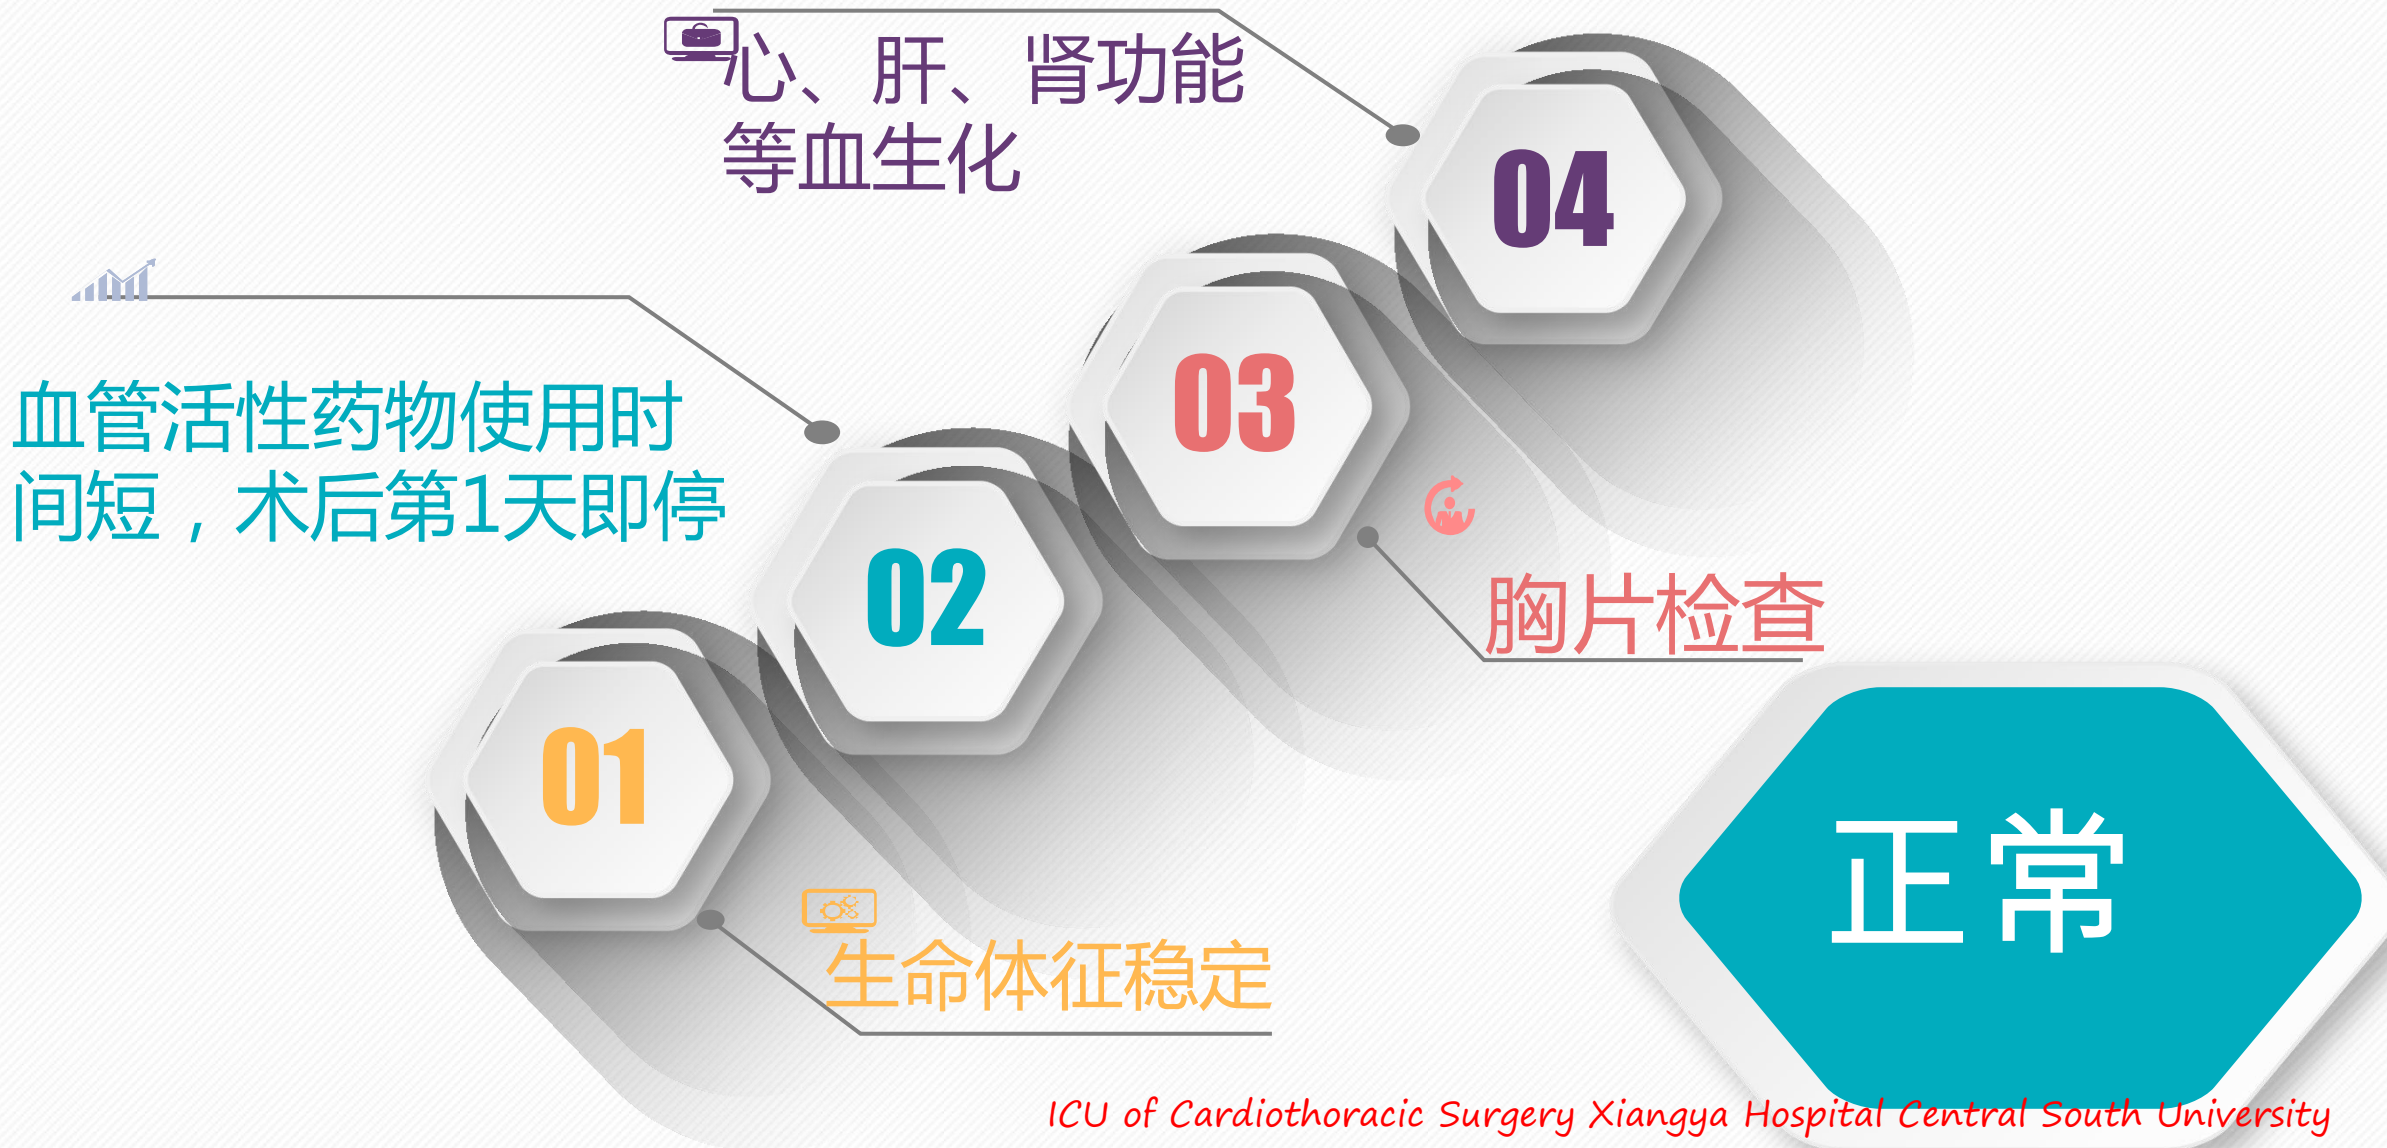 心、肝、肾功能
等血生化
04
血管活性药物使用时
间短，术后第1天即停
03
02
胸片检查
01
正常
生命体征稳定
ICU of Cardiothoracic Surgery Xiangya Hospital Central South University